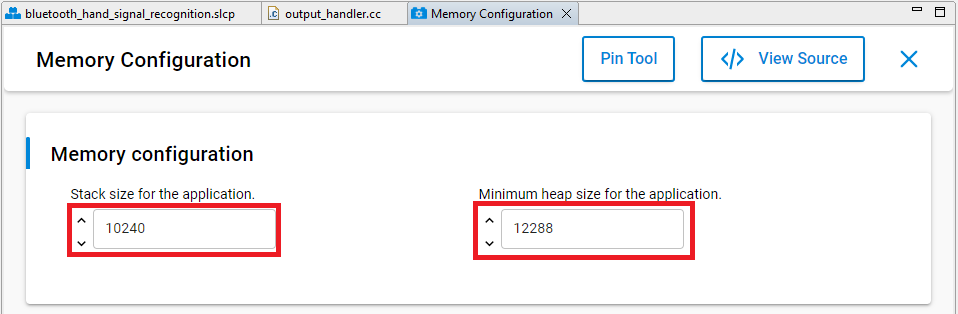 bluetooth_hand_signal_recognition.slcp
output_handler.cc
Memory Configuration
Memory Configuration
Pin Tool
View Source
Memory configuration
Stack size for the application.
Minimum heap size for the application.
10240
12288